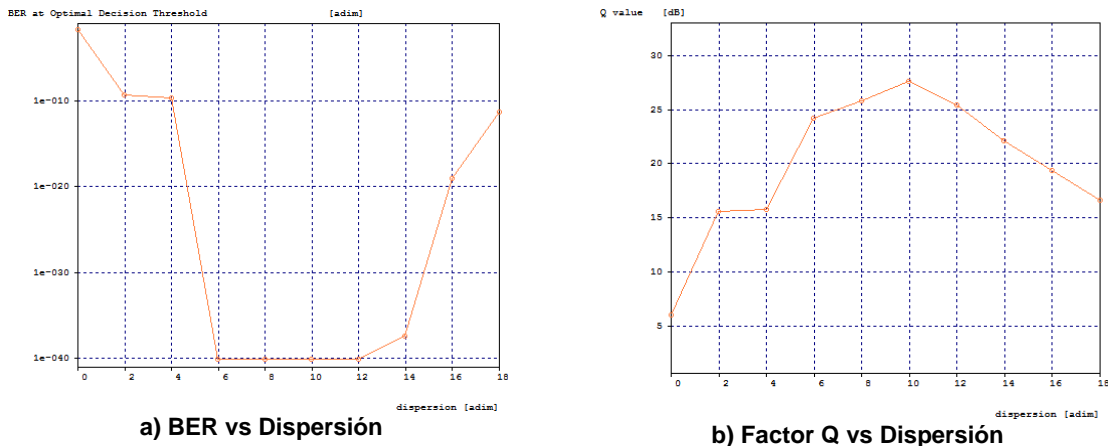 BER at Optimal Decision Threshold [adim]
1e-010
1e-020
1e-030
1e-040
0 2 4 6 8 10 12 14 16 18
dispersion [adim]
a) BER vs Dispersión
Q value [dB]
30
25
20
15
10
5
0 2 4 6 8 10 12 14 16 18
dispersion [adim]
b) Factor Q vs Dispersión